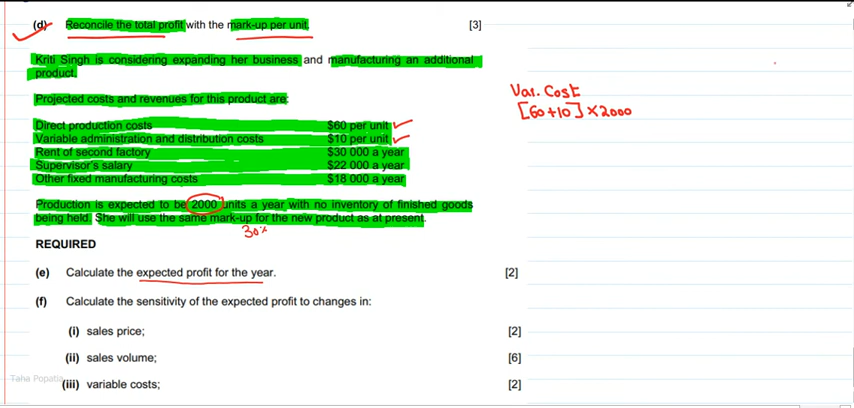 (d) Reconcile the total profit with the mark-up per unit. [3]
Kriti Singh is considering expanding her business and manufacturing an additional
product.
Projected costs and revenues for this product are:
Var. Cost
[60+10] ×2000
Direct production costs $60 per unit
Variable administration and distribution costs $10 per unit
Rent of second factory $30 000 a year
Supervisor's salary $22 000 a year
Other fixed manufacturing costs $18 000 a year
Production is expected to be 2000 units a year with no inventory of finished goods
being held. She will use the same mark-up for the new product as at present.
30%
REQUIRED
(e) Calculate the expected profit for the year. [2]
(f) Calculate the sensitivity of the expected profit to changes in:
(i) sales price; [2]
(ii) sales volume; [6]
Taha Popatia
(iii) variable costs; [2]